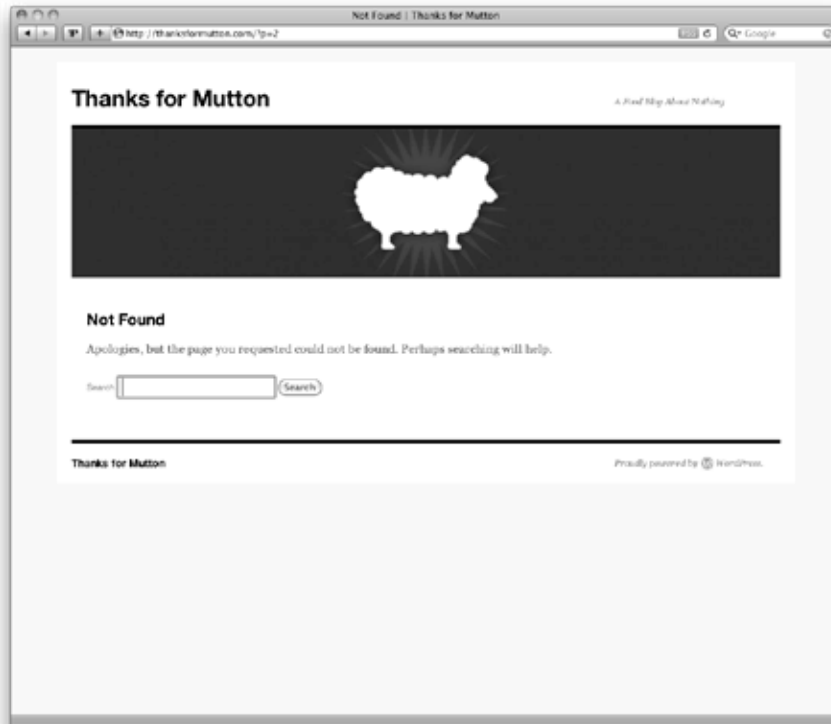 Not Found | Thanks for Mutton
http://thanksformutton.com/?p=2
Google
Thanks for Mutton
A Food Blog About Nothing
Not Found
Apologies, but the page you requested could not be found. Perhaps searching will help.
Search
Search
Thanks for Mutton
Proudly powered by WordPress.